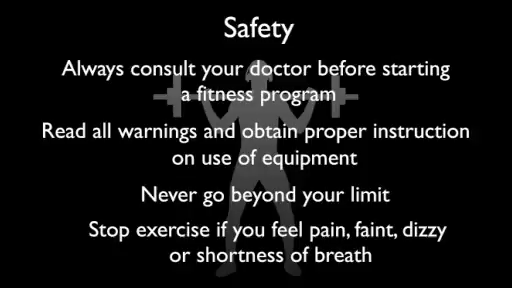 Safety
Always consult your doctor before starting
a fitness program
Read all warnings and obtain proper instruction
on use of equipment
Never go beyond your limit
Stop exercise if you feel pain, faint, dizzy
or shortness of breath